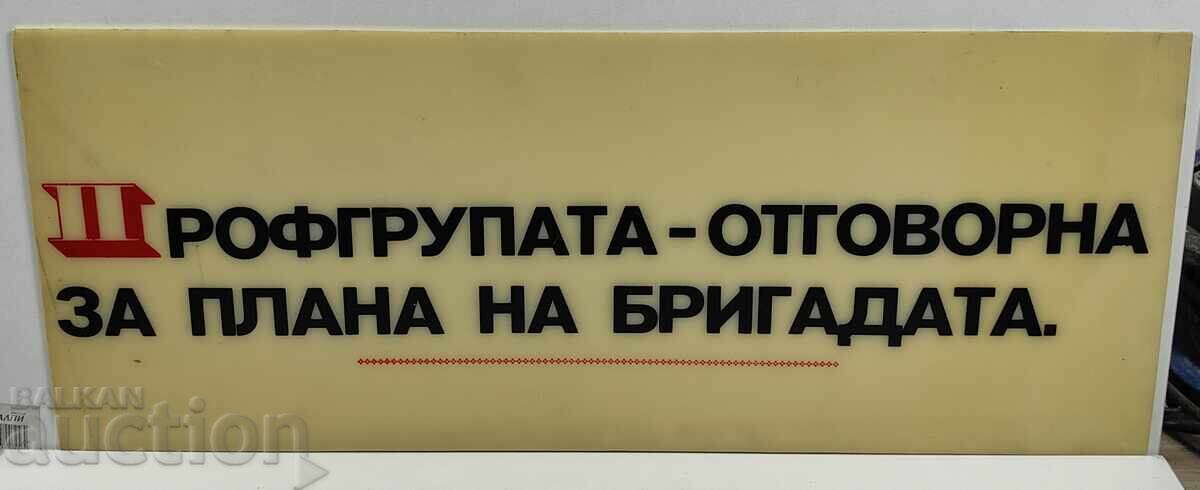 ПРОФГРУПАТА - ОТГОВОРНА
ЗА ПЛАНА НА БРИГАДАТА.
BALKAN
auction